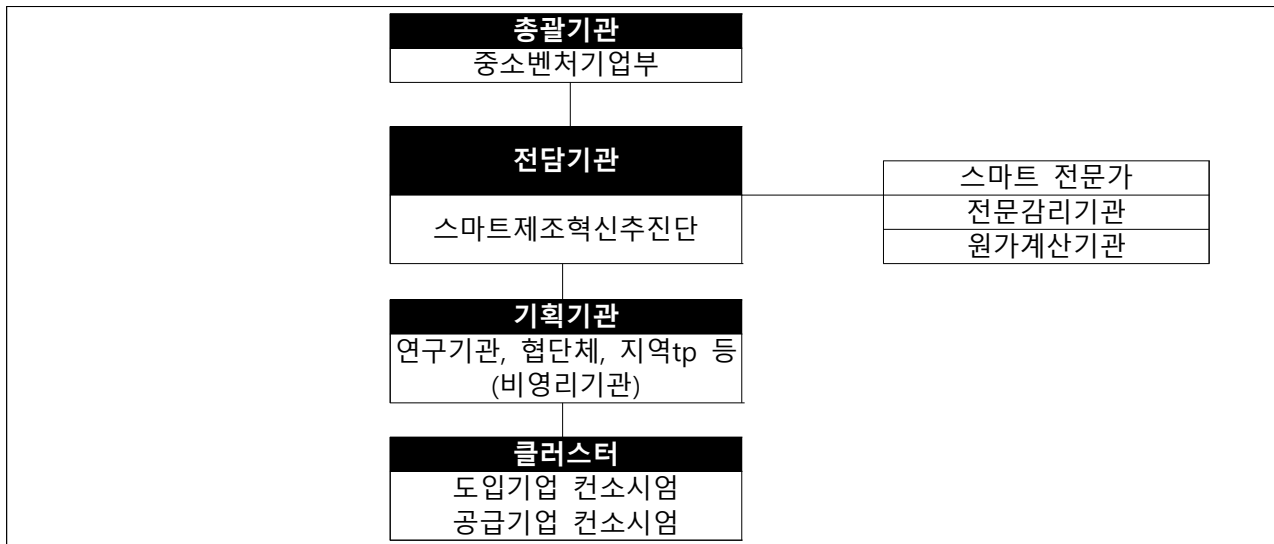 총괄기관
중소벤처기업부
전담기관
스마트제조혁신추진단
스마트 전문가
전문감리기관
원가계산기관
기획기관
연구기관, 협단체, 지역tp 등
(비영리기관)
클러스터
도입기업 컨소시엄
공급기업 컨소시엄